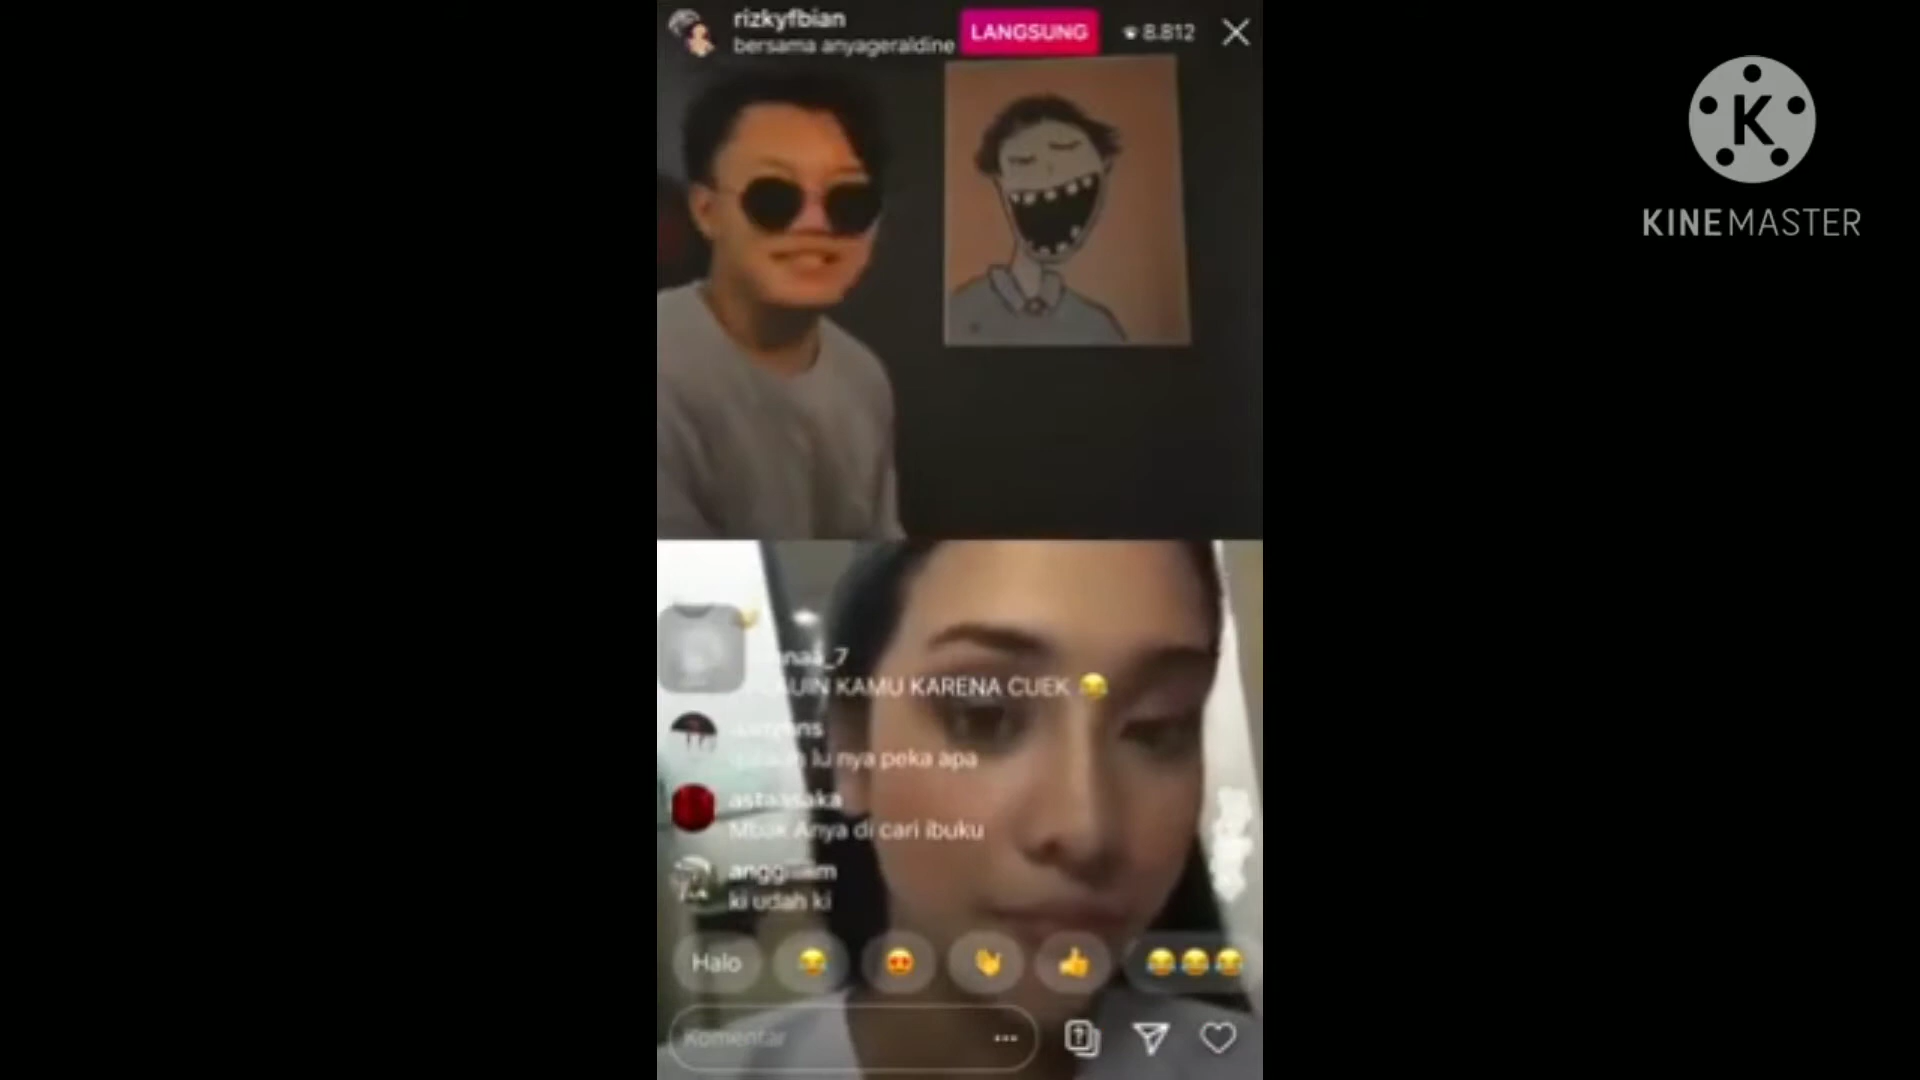 rizkyfbian
bersama anyageraldine
LANGSUNG
8.812
K
KINEMASTER
KAMU KARENA CUEK 😂
lu nya peka apa
astaasaka
Mbak Anya di cari ibuku
ki udah ki
Halo
Komentar